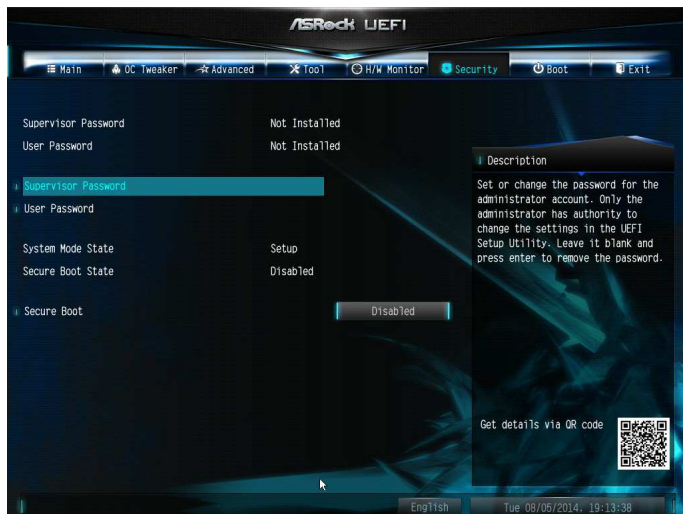 ASRock UEFI
Main OC Tweaker Advanced Tool H/W Monitor Security Boot Exit
Supervisor Password Not Installed
User Password Not Installed
Supervisor Password
User Password
System Mode State Setup
Secure Boot State Disabled
Secure Boot Disabled
Description
Set or change the password for the
administrator account. Only the
administrator has authority to
change the settings in the UEFI
Setup Utility. Leave it blank and
press enter to remove the password.
Get details via QR code
English Tue 08/05/2014. 19:13:38